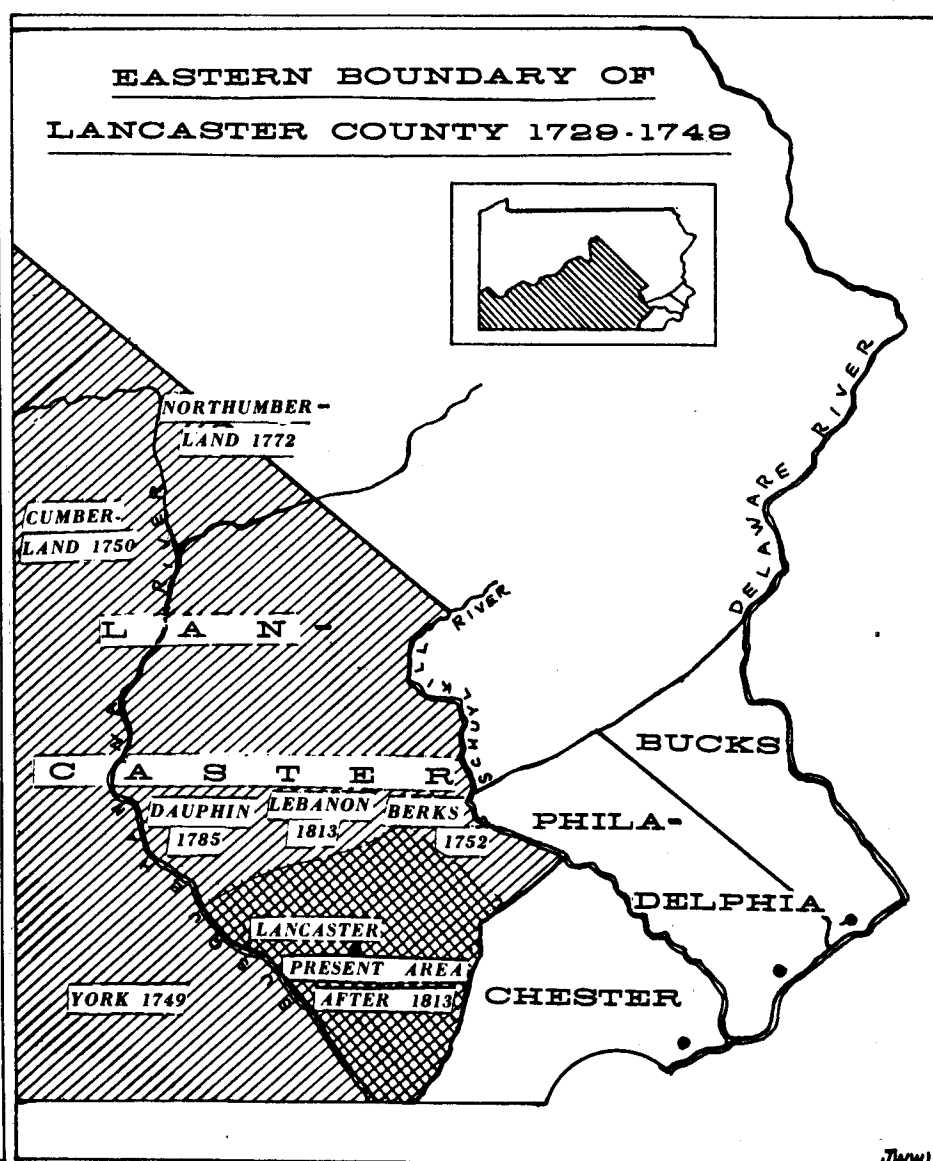 EASTERN BOUNDARY OF
LANCASTER COUNTY 1729-1749
DELAWARE RIVER
NORTHUMBER-
LAND 1772
CUMBER-
LAND 1750
RIVER
LAN-
SCHUYLKILL RIVER
BUCKS
CASTER
DAUPHIN
1785
LEBANON
1813
BERKS
1752
PHILA-
DELPHIA
LANCASTER
PRESENT AREA
AFTER 1813
YORK 1749
CHESTER